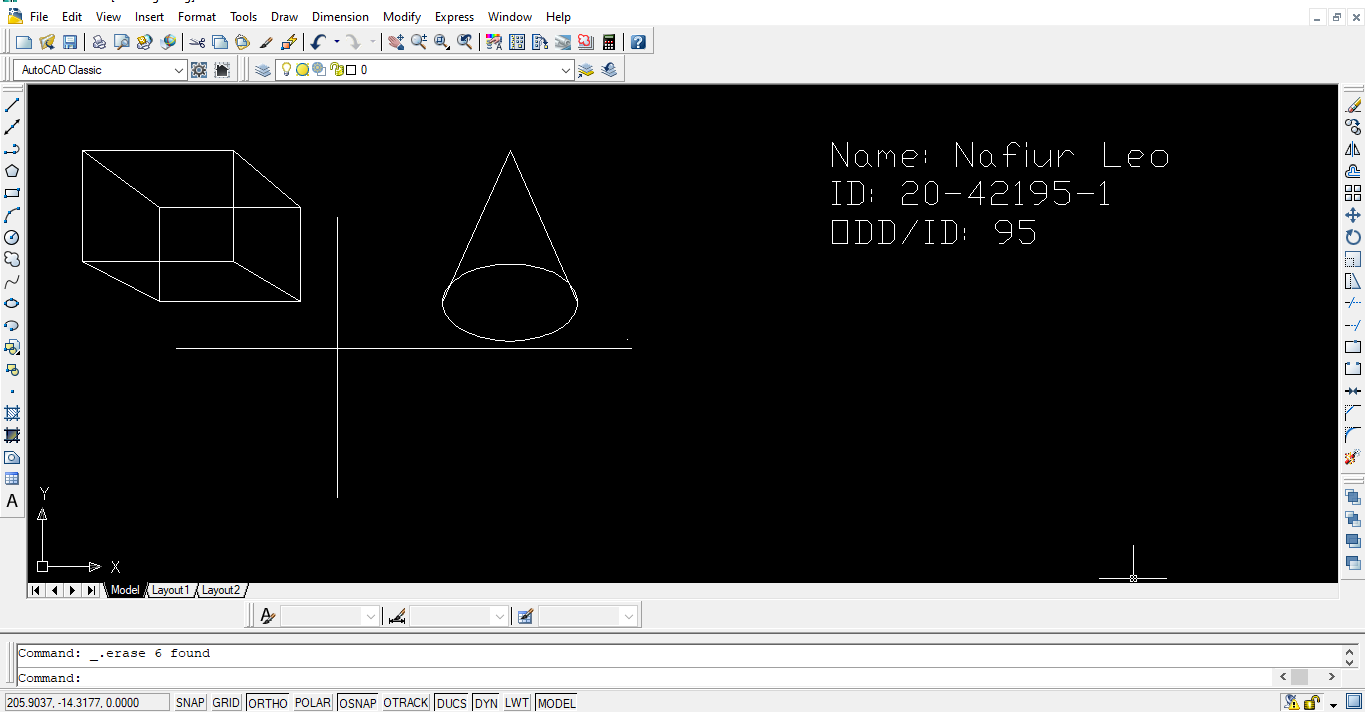 File Edit View Insert Format Tools Draw Dimension Modify Express Window Help
AutoCAD Classic
0
Name: Nafiur Leo
ID: 20-42195-1
□DD/ID: 95
Y
X
Model Layout1 Layout2
Command: _.erase 6 found
Command:
205.9037, -14.3177, 0.0000 SNAP GRID ORTHO POLAR OSNAP OTRACK DUCS DYN LWT MODEL